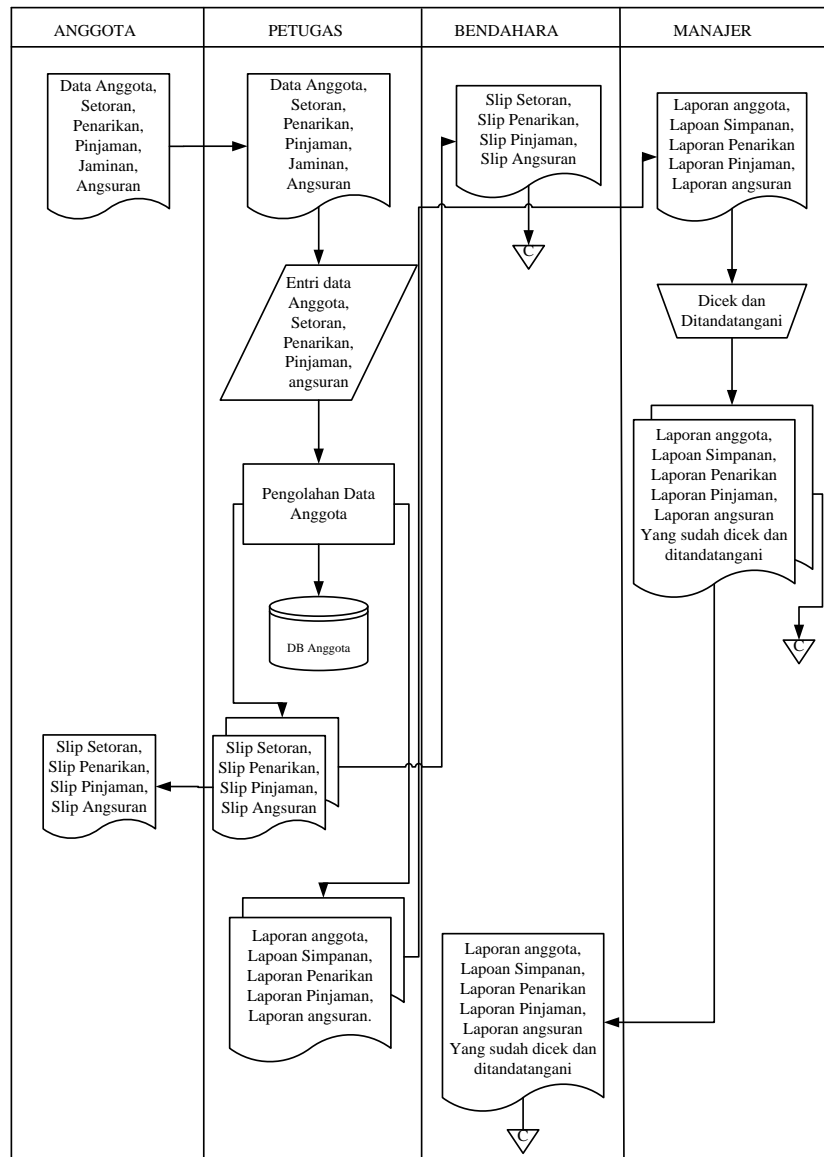 ANGGOTA
PETUGAS
BENDAHARA
MANAJER
Data Anggota,
Setoran,
Penarikan,
Pinjaman,
Jaminan,
Angsuran
Data Anggota,
Setoran,
Penarikan,
Pinjaman,
Jaminan,
Angsuran
Slip Setoran,
Slip Penarikan,
Slip Pinjaman,
Slip Angsuran
C
Laporan anggota,
Lapoan Simpanan,
Laporan Penarikan
Laporan Pinjaman,
Laporan angsuran
Entri data
Anggota,
Setoran,
Penarikan,
Pinjaman,
angsuran
Dicek dan
Ditandatangani
Laporan anggota,
Lapoan Simpanan,
Laporan Penarikan
Laporan Pinjaman,
Laporan angsuran
Yang sudah dicek dan
ditandatangani
C
Pengolahan Data
Anggota
DB Anggota
Slip Setoran,
Slip Penarikan,
Slip Pinjaman,
Slip Angsuran
Slip Setoran,
Slip Penarikan,
Slip Pinjaman,
Slip Angsuran
Laporan anggota,
Lapoan Simpanan,
Laporan Penarikan
Laporan Pinjaman,
Laporan angsuran.
Laporan anggota,
Lapoan Simpanan,
Laporan Penarikan
Laporan Pinjaman,
Laporan angsuran
Yang sudah dicek dan
ditandatangani
C